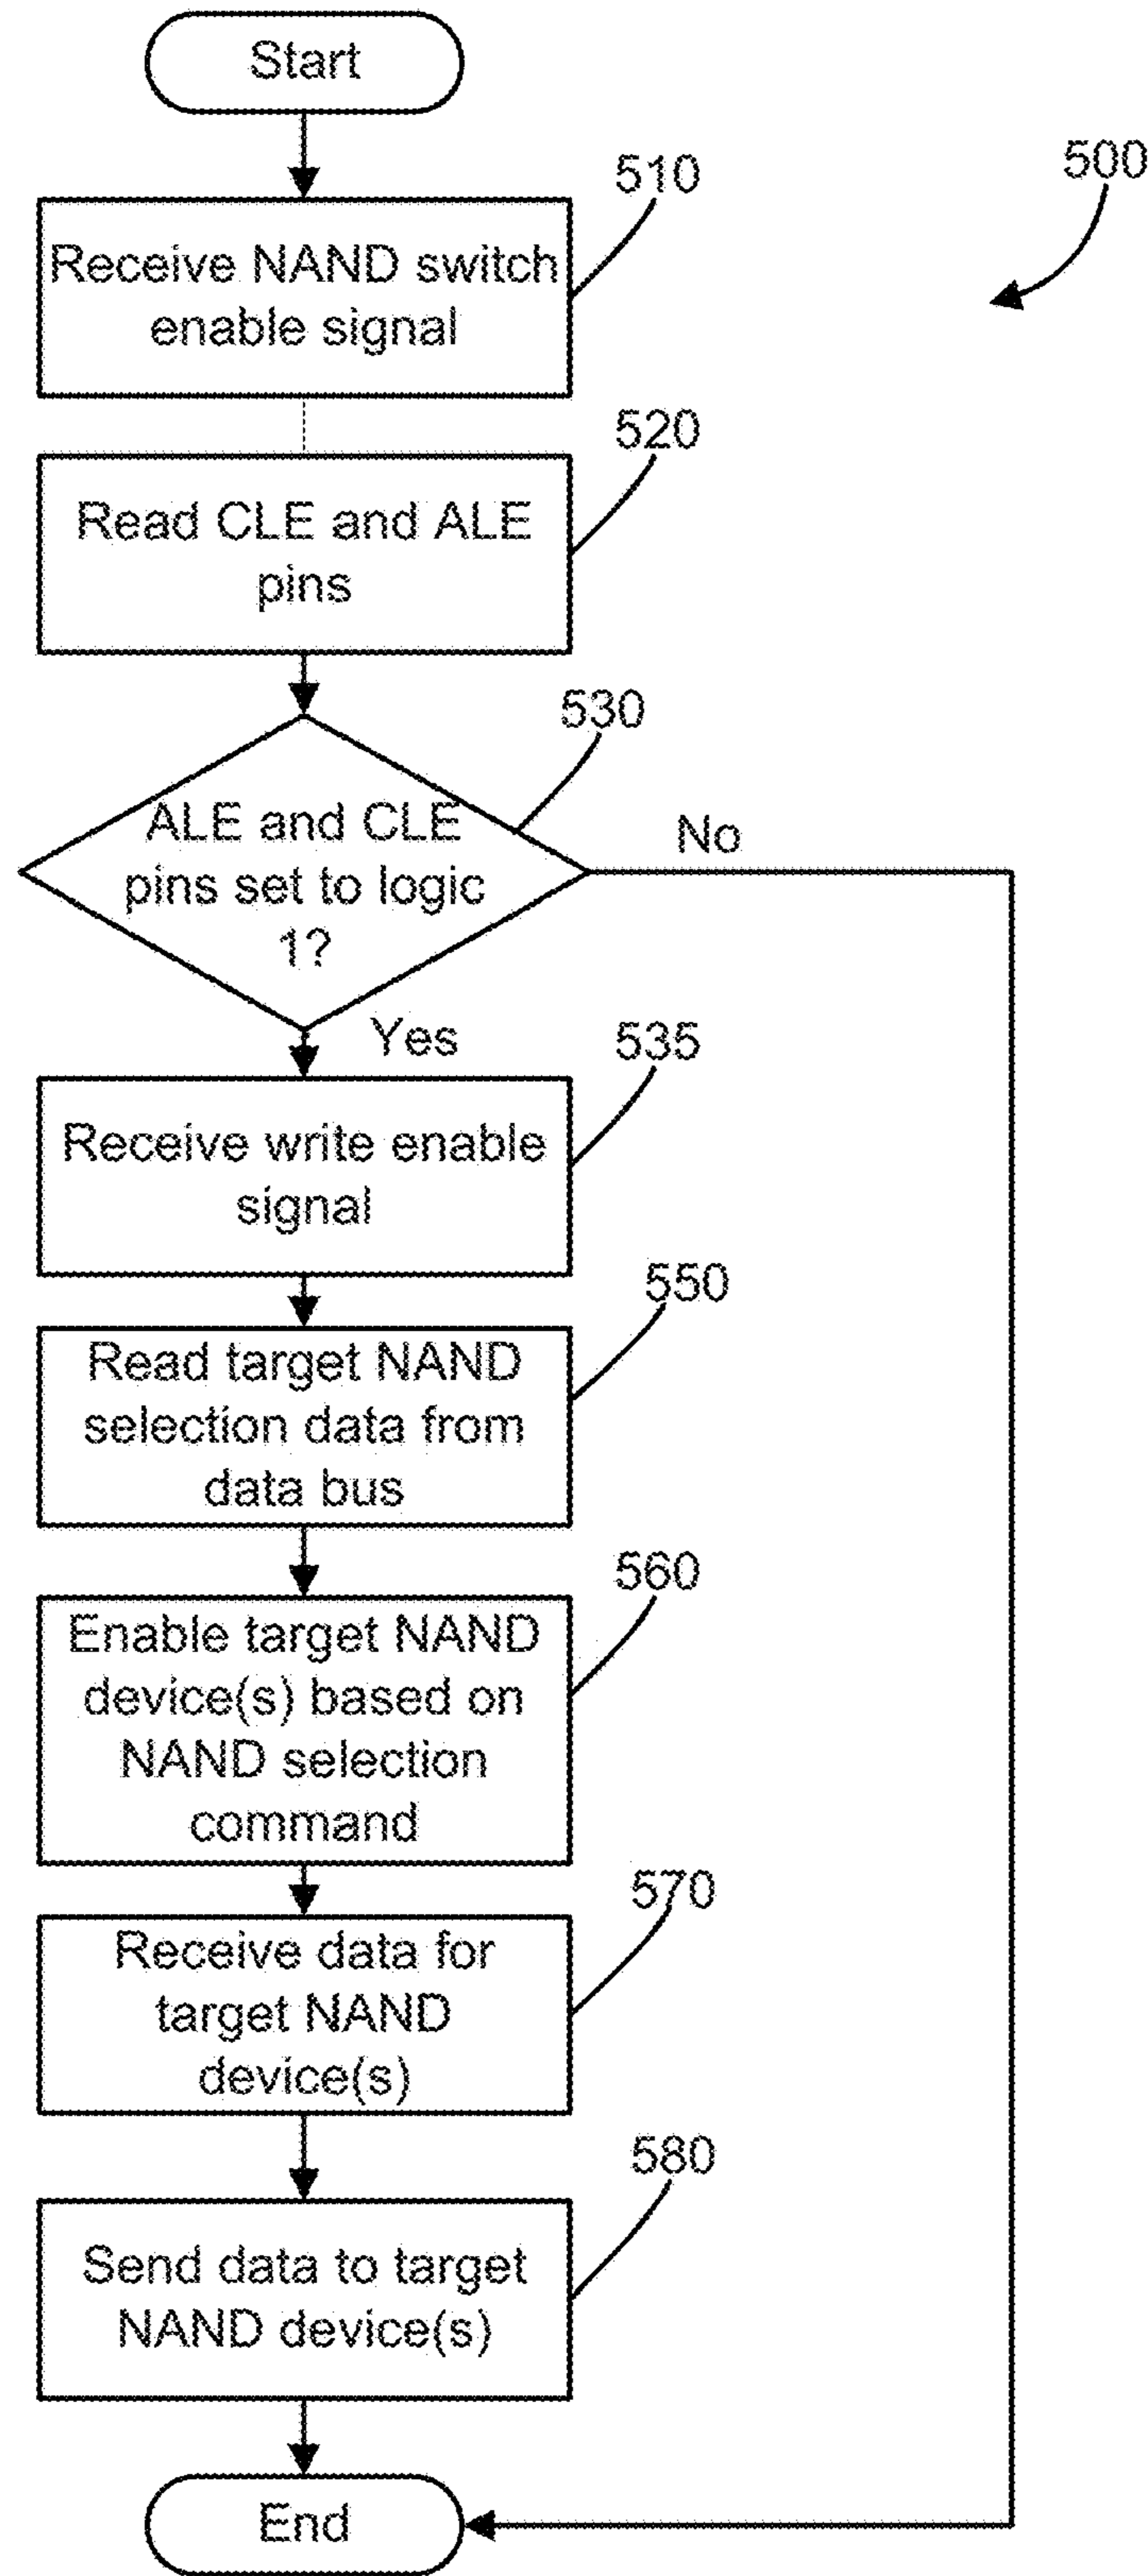 Start
510
500
Receive NAND switch
enable signal
520
Read CLE and ALE
pins
530
ALE and CLE
pins set to logic
1?
No
Yes
535
Receive write enable
signal
550
Read target NAND
selection data from
data bus
560
Enable target NAND
device(s) based on
NAND selection
command
570
Receive data for
target NAND
device(s)
580
Send data to target
NAND device(s)
End